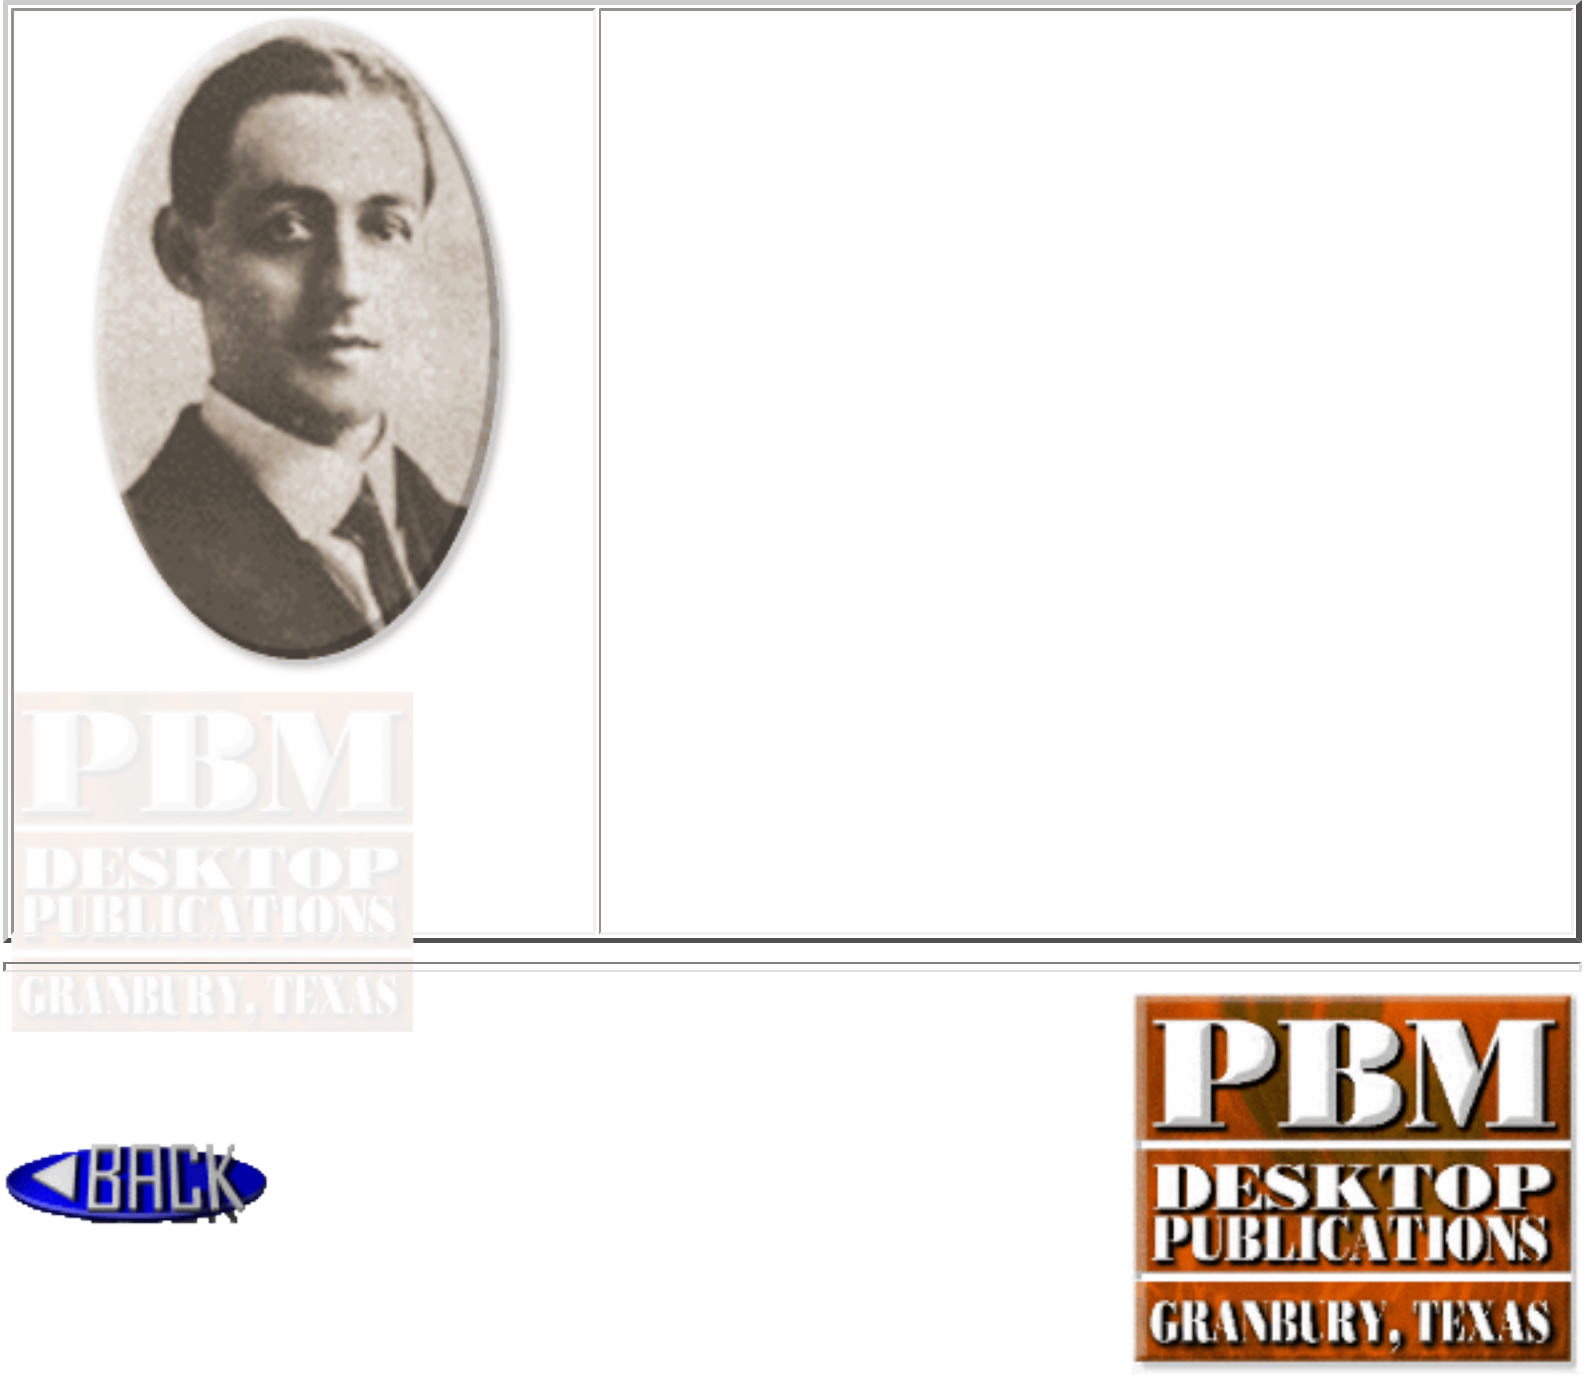 PBM
DESKTOP
PUBLICATIONS
GRANBURY, TEXAS
BACK
PBM
DESKTOP
PUBLICATIONS
GRANBURY, TEXAS